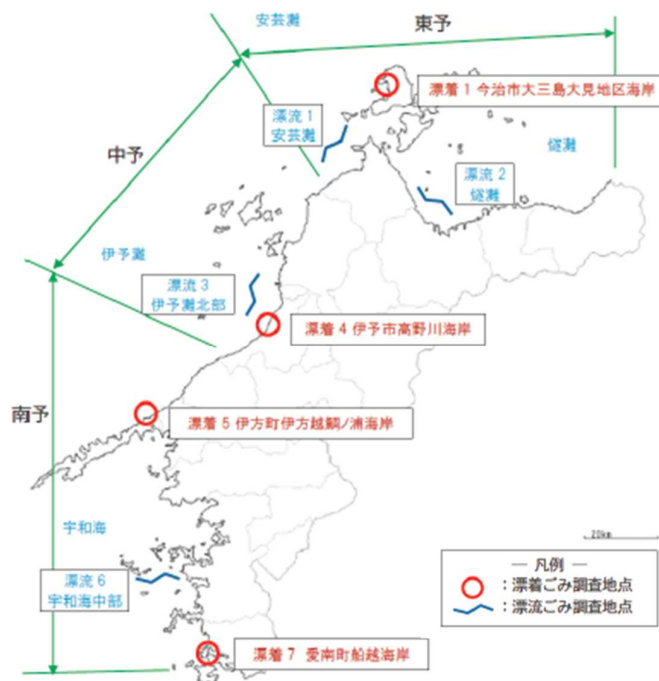 安芸灘
東予
漂着 1 今治市大三島大見地区海岸
漂流 1
安芸灘
中予
燧灘
漂流 2
燧灘
伊予灘
漂流 3
伊予灘北部
漂着 4 伊予市高野川海岸
南予
漂着 5 伊方町伊方越鯛ノ浦海岸
宇和海
20km
漂流 6
宇和海中部
― 凡例 ―
：漂着ごみ調査地点
：漂流ごみ調査地点
漂着 7 愛南町船越海岸